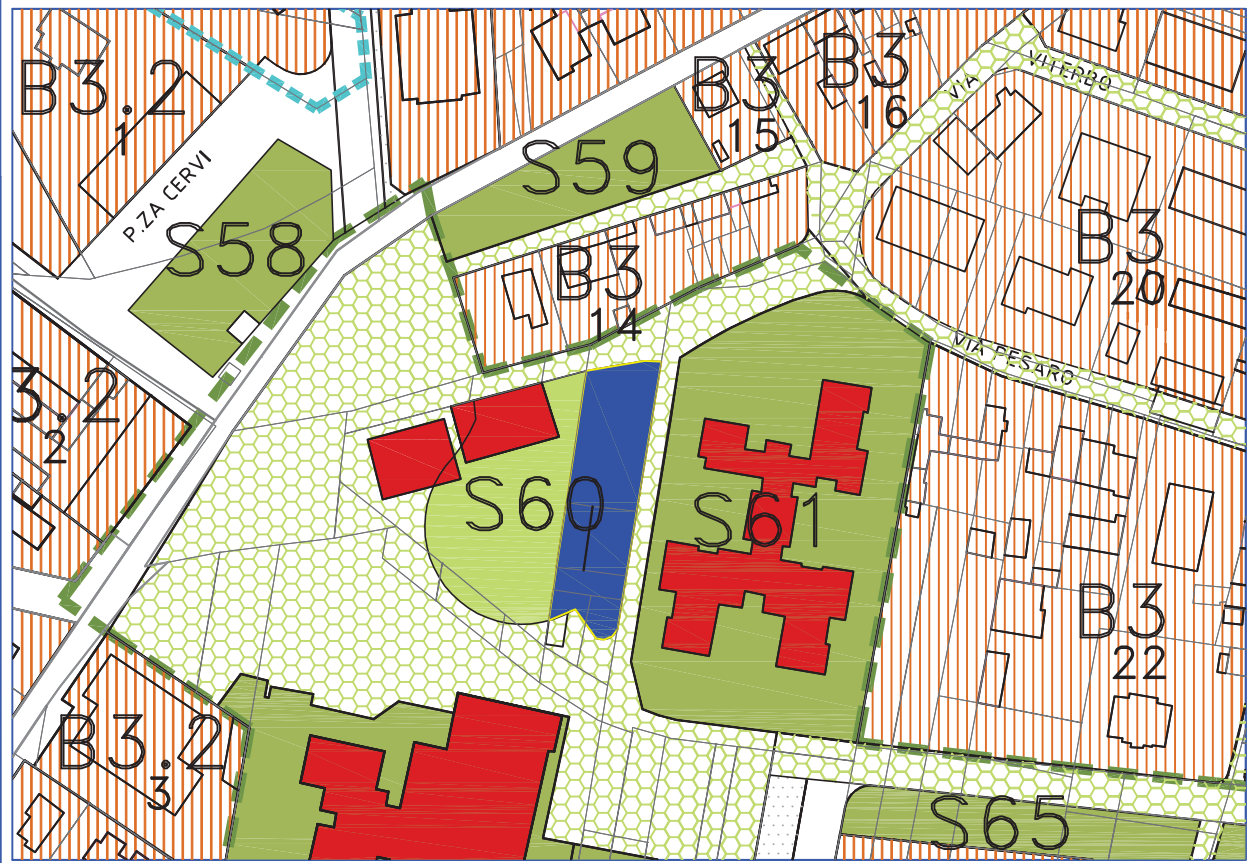 B3.2
1
P.ZA CERVI
S58
S59
B3
15
B3
16
VIA
VITERBO
B3
14
B3
20
VIA PESARO
3.2
2
S60
S61
B3
22
B3.2
3
S65